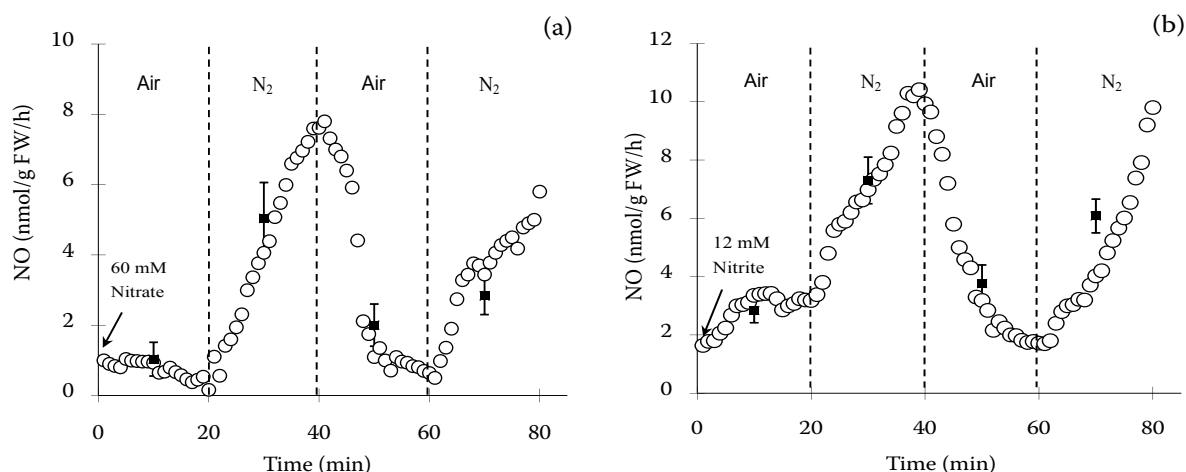 (a)
Air
N₂
Air
N₂
60 mM
Nitrate
NO (nmol/g FW/h)
10
8
6
4
2
0
0 20 40 60 80
Time (min)
(b)
Air
N₂
Air
N₂
12 mM
Nitrite
NO (nmol/g FW/h)
12
10
8
6
4
2
0
0 20 40 60 80
Time (min)